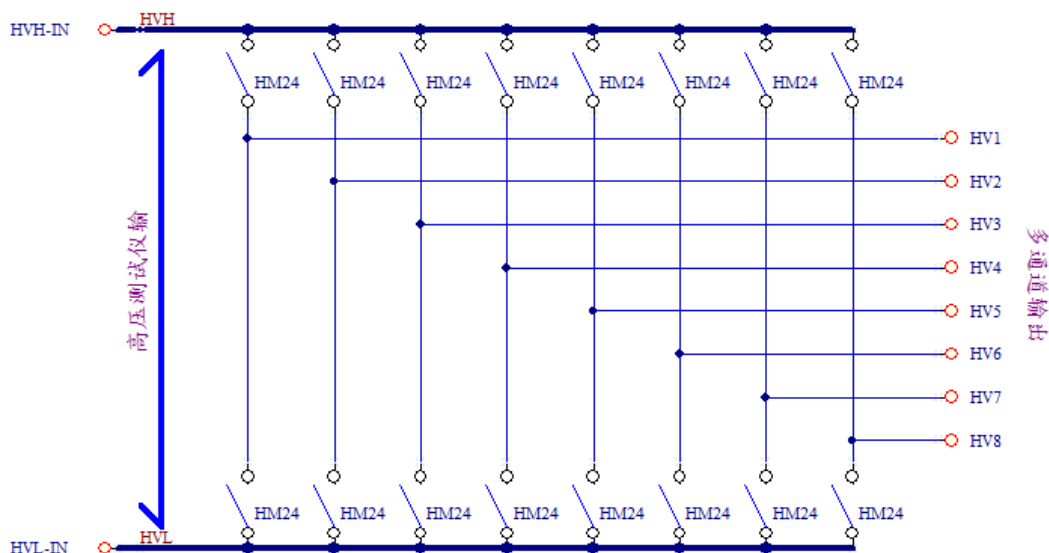 HVH-IN
HVH
HM24 HM24 HM24 HM24 HM24 HM24 HM24 HM24
HV1
HV2
HV3
HV4
HV5
HV6
HV7
HV8
高压测试仪输
多通道输出
HM24 HM24 HM24 HM24 HM24 HM24 HM24 HM24
HVL-IN
HVL